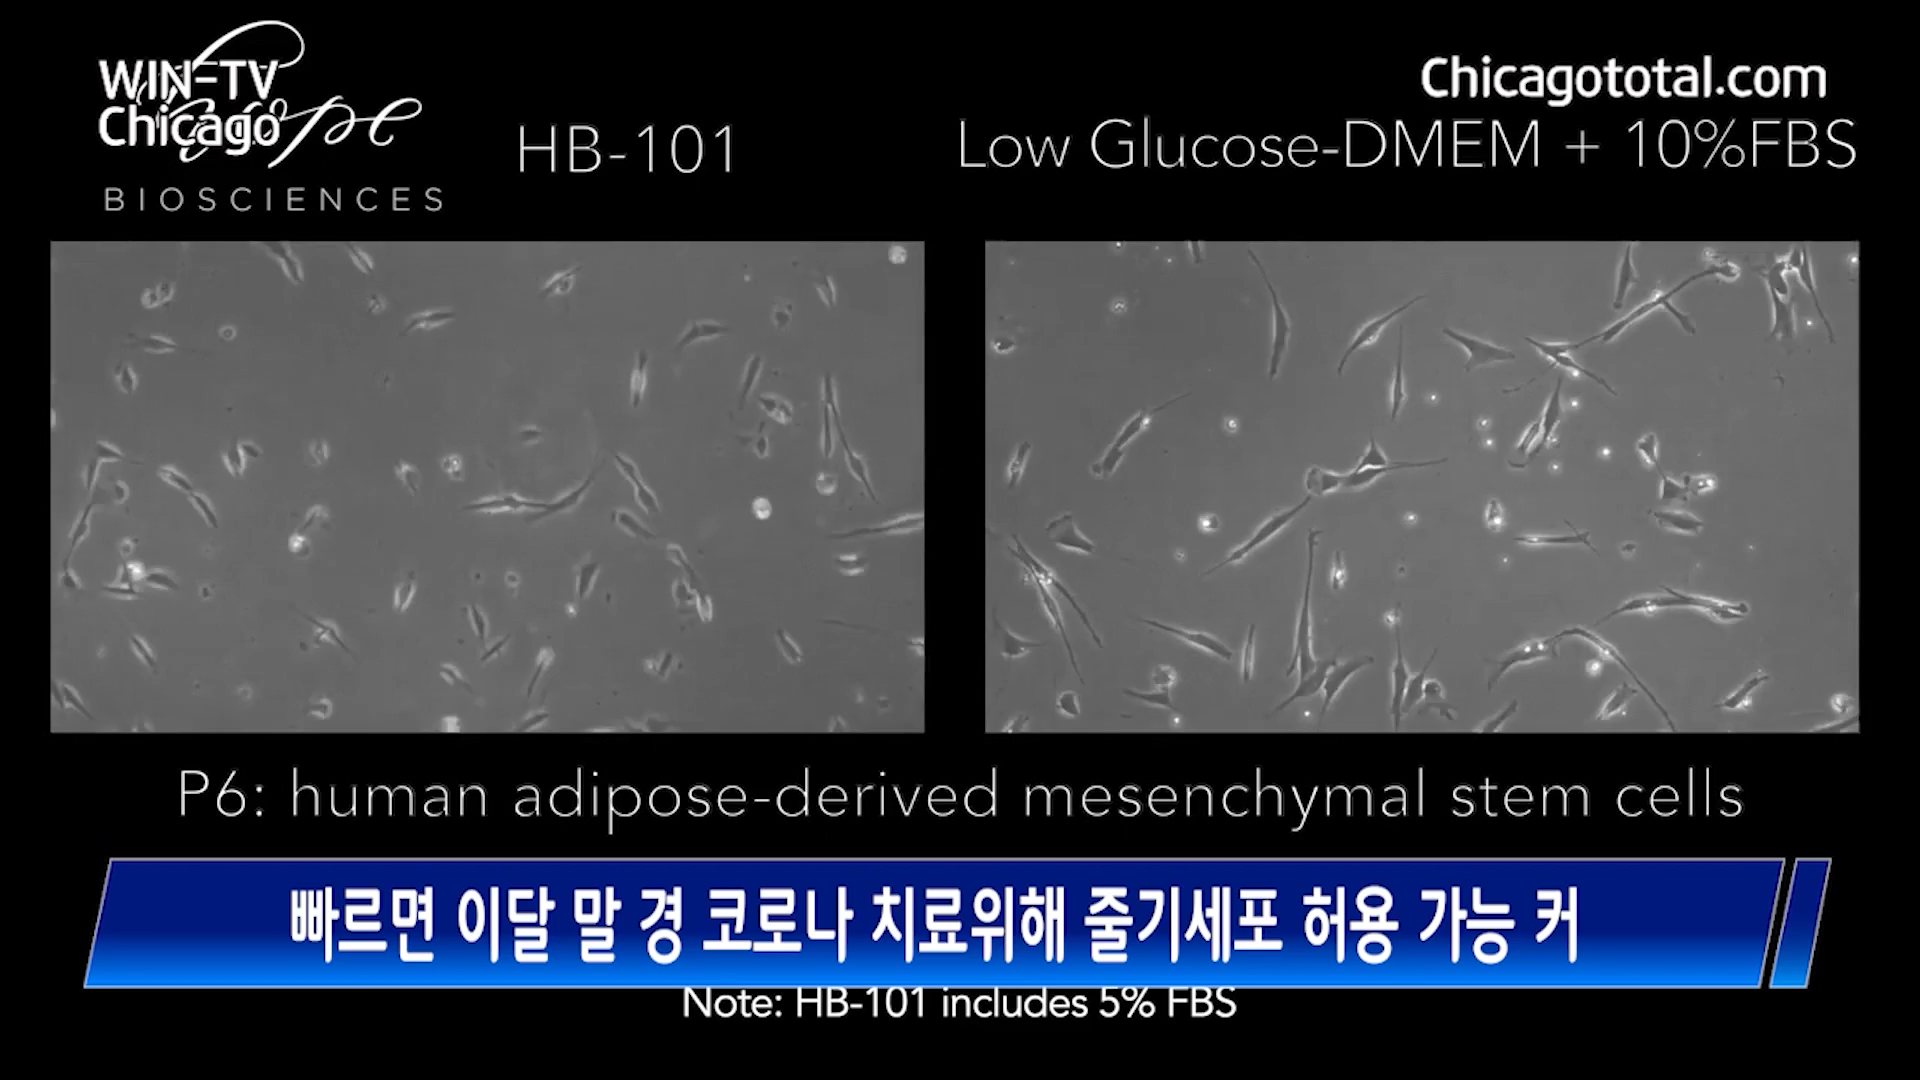 WIN-TV
Chicago
BIOSCIENCES
HB-101
Chicagototal.com
Low Glucose-DMEM + 10%FBS
P6: human adipose-derived mesenchymal stem cells
빠르면 이달 말 경 코로나 치료위해 줄기세포 허용 가능 커
Note: HB-101 includes 5% FBS